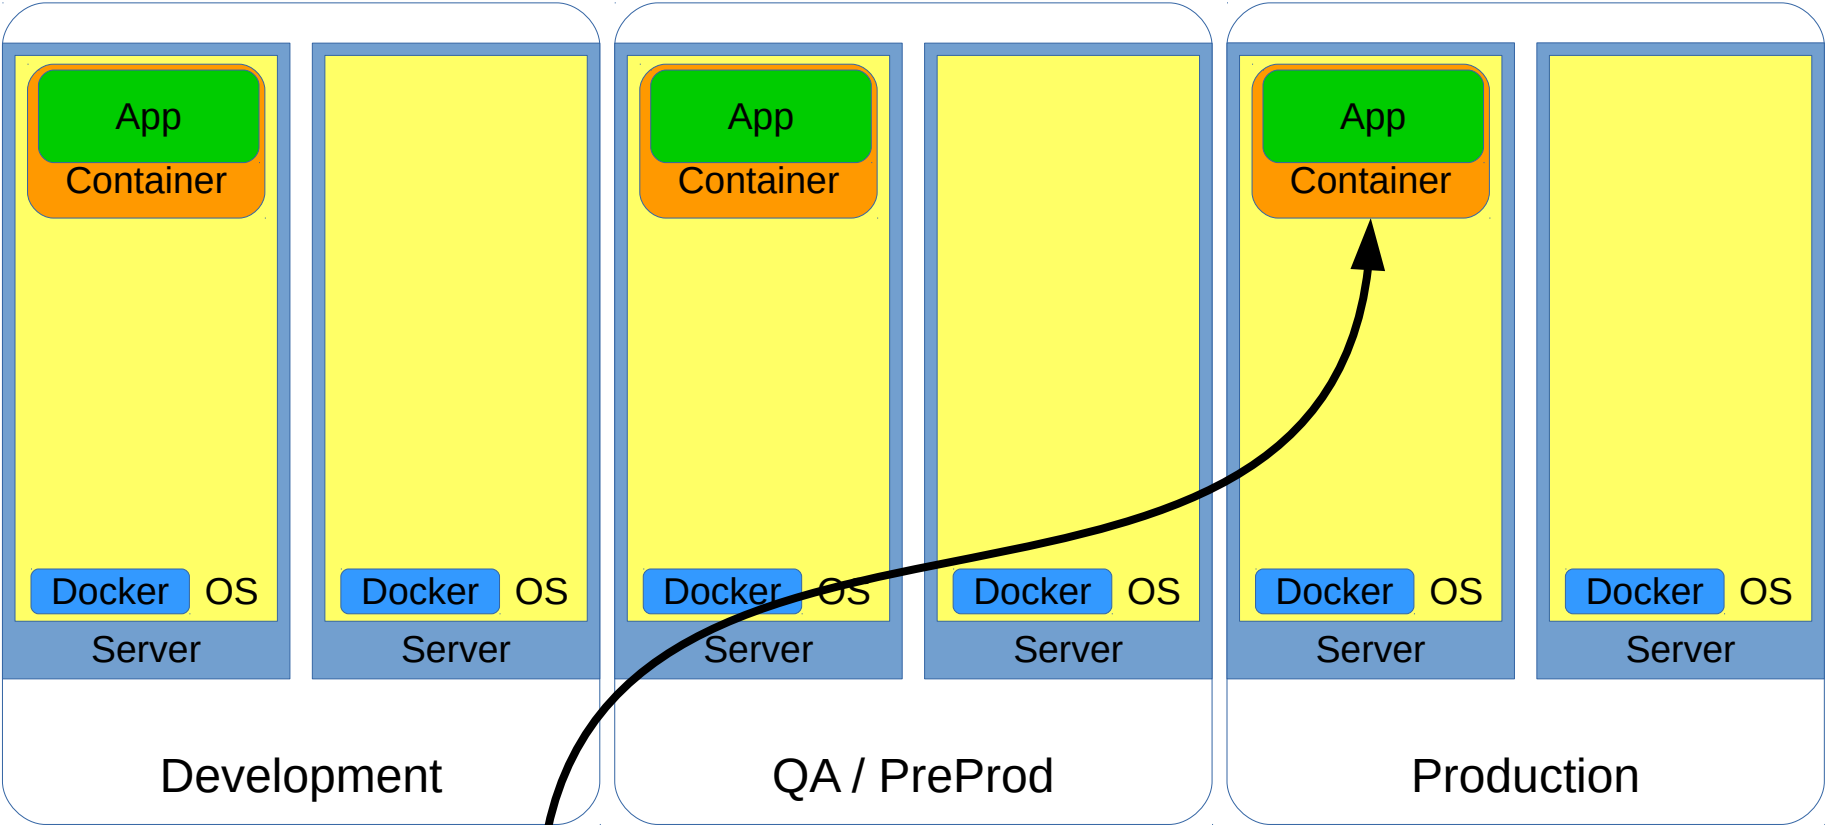 App
Container
Docker OS
Server
Docker OS
Server
Development
App
Container
Docker OS
Server
Docker OS
Server
QA / PreProd
App
Container
Docker OS
Server
Docker OS
Server
Production